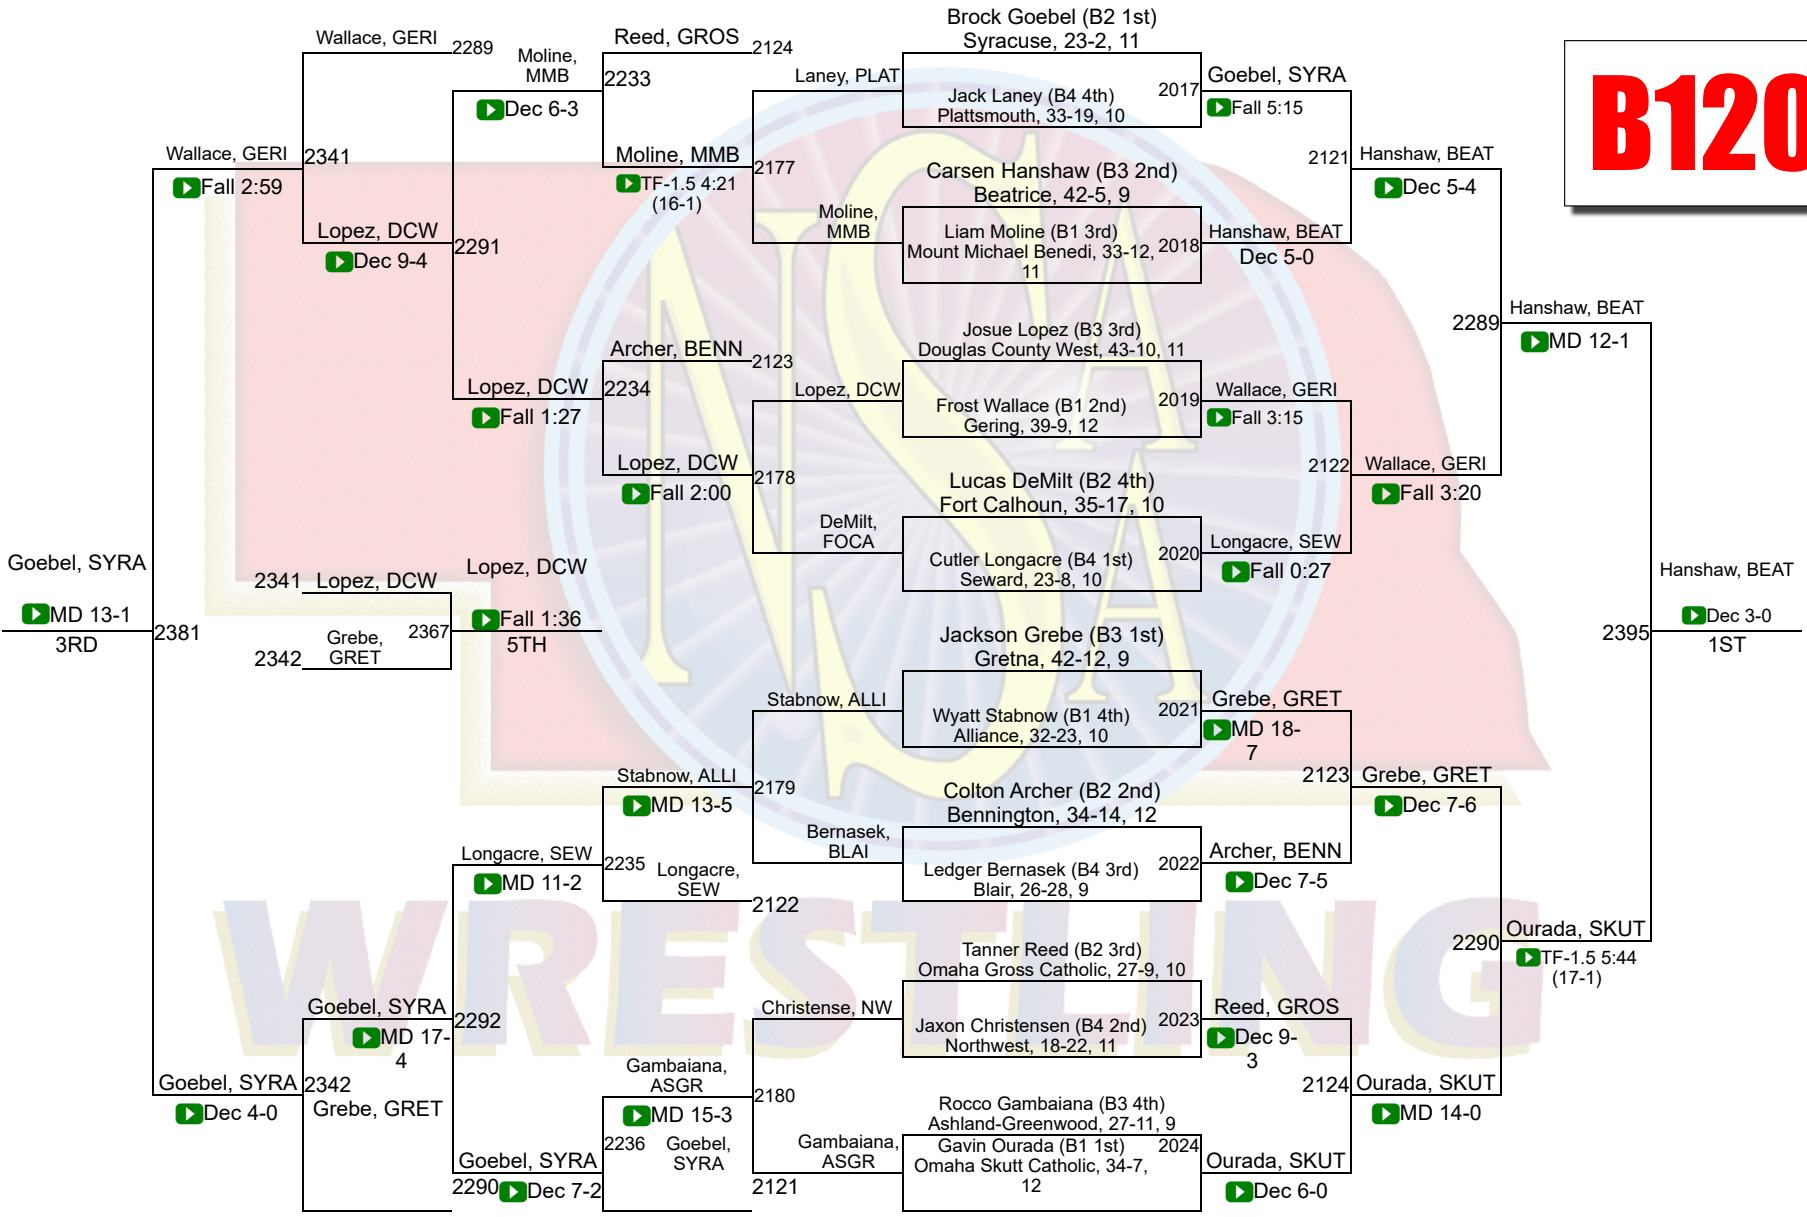 Wallace, GERI
2289
Moline,
MMB
Dec 6-3
Reed, GROS
2124
2233
Laney, PLAT
Brock Goebel (B2 1st)
Syracuse, 23-2, 11
Jack Laney (B4 4th)
Plattsmouth, 33-19, 10
2017
Goebel, SYRA
Fall 5:15
B120
Wallace, GERI
Fall 2:59
2341
Moline, MMB
TF-1.5 4:21
(16-1)
2177
Carsen Hanshaw (B3 2nd)
Beatrice, 42-5, 9
2121
Hanshaw, BEAT
Dec 5-4
Lopez, DCW
Dec 9-4
2291
Moline,
MMB
Liam Moline (B1 3rd)
Mount Michael Benedi, 33-12,
11
2018
Hanshaw, BEAT
Dec 5-0
2289
Hanshaw, BEAT
MD 12-1
Archer, BENN
2123
Josue Lopez (B3 3rd)
Douglas County West, 43-10, 11
Lopez, DCW
Fall 1:27
2234
Lopez, DCW
Frost Wallace (B1 2nd)
Gering, 39-9, 12
2019
Wallace, GERI
Fall 3:15
Lopez, DCW
Fall 2:00
2178
Lucas DeMilt (B2 4th)
Fort Calhoun, 35-17, 10
2122
Wallace, GERI
Fall 3:20
DeMilt,
FOCA
Cutler Longacre (B4 1st)
Seward, 23-8, 10
2020
Longacre, SEW
Fall 0:27
Goebel, SYRA
MD 13-1
3RD
2381
2341
Lopez, DCW
Grebe,
GRET
2342
2367
Lopez, DCW
Fall 1:36
5TH
Hanshaw, BEAT
Dec 3-0
1ST
2395
Jackson Grebe (B3 1st)
Gretna, 42-12, 9
Stabnow, ALLI
Wyatt Stabnow (B1 4th)
Alliance, 32-23, 10
2021
Grebe, GRET
MD 18-
7
Stabnow, ALLI
MD 13-5
2179
Colton Archer (B2 2nd)
Bennington, 34-14, 12
2123
Grebe, GRET
Dec 7-6
Longacre, SEW
MD 11-2
2235
Longacre,
SEW
2122
Bernasek,
BLAI
Ledger Bernasek (B4 3rd)
Blair, 26-28, 9
2022
Archer, BENN
Dec 7-5
2290
Ourada, SKUT
TF-1.5 5:44
(17-1)
Tanner Reed (B2 3rd)
Omaha Gross Catholic, 27-9, 10
Goebel, SYRA
MD 17-
4
2292
Christense, NW
Jaxon Christensen (B4 2nd)
Northwest, 18-22, 11
2023
Reed, GROS
Dec 9-
3
Goebel, SYRA
Dec 4-0
2342
Grebe, GRET
Gambaiana,
ASGR
MD 15-3
2180
Rocco Gambaiana (B3 4th)
Ashland-Greenwood, 27-11, 9
2124
Ourada, SKUT
MD 14-0
Goebel, SYRA
2290
Dec 7-2
2236
Goebel,
SYRA
2121
Gambaiana,
ASGR
Gavin Ourada (B1 1st)
Omaha Skutt Catholic, 34-7,
12
2024
Ourada, SKUT
Dec 6-0
NSAA
WRESTLING